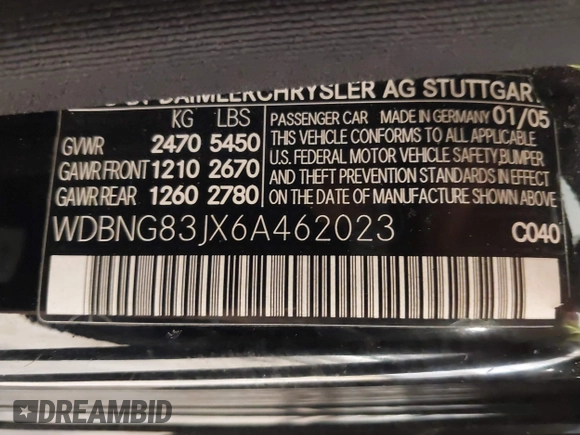 BY DAIMLERCHRYSLER AG STUTTGART
KG LBS
GVWR 2470 5450
GAWR FRONT 1210 2670
GAWR REAR 1260 2780
PASSENGER CAR MADE IN GERMANY 01/05
THIS VEHICLE CONFORMS TO ALL APPLICABLE
U.S. FEDERAL MOTOR VEHICLE SAFETY, BUMPER
AND THEFT PREVENTION STANDARDS IN EFFECT
ON THE DATE OF MANUFACTURE SHOWN ABOVE
WDBNG83JX6A462023
C040
DREAMBID